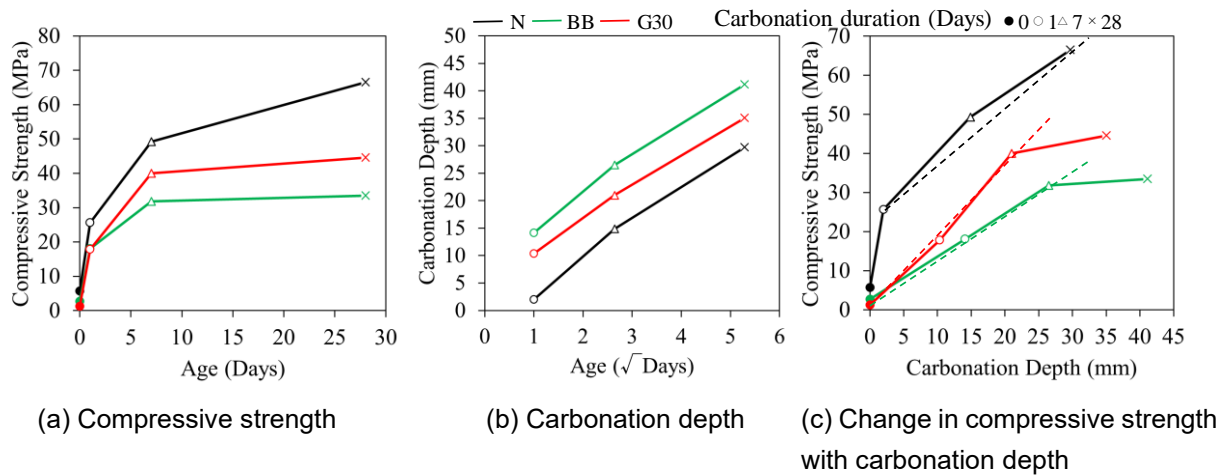 N BB G30 Carbonation duration (Days) ● 0 ○ 1 △ 7 × 28
Compressive Strength (MPa)
80
70
60
50
40
30
20
10
0
0 5 10 15 20 25 30
Age (Days)
(a) Compressive strength
Carbonation Depth (mm)
50
45
40
35
30
25
20
15
10
5
0
0 1 2 3 4 5 6
Age (√Days)
(b) Carbonation depth
Compressive Strength (MPa)
70
60
50
40
30
20
10
0
0 5 10 15 20 25 30 35 40 45
Carbonation Depth (mm)
(c) Change in compressive strength
with carbonation depth